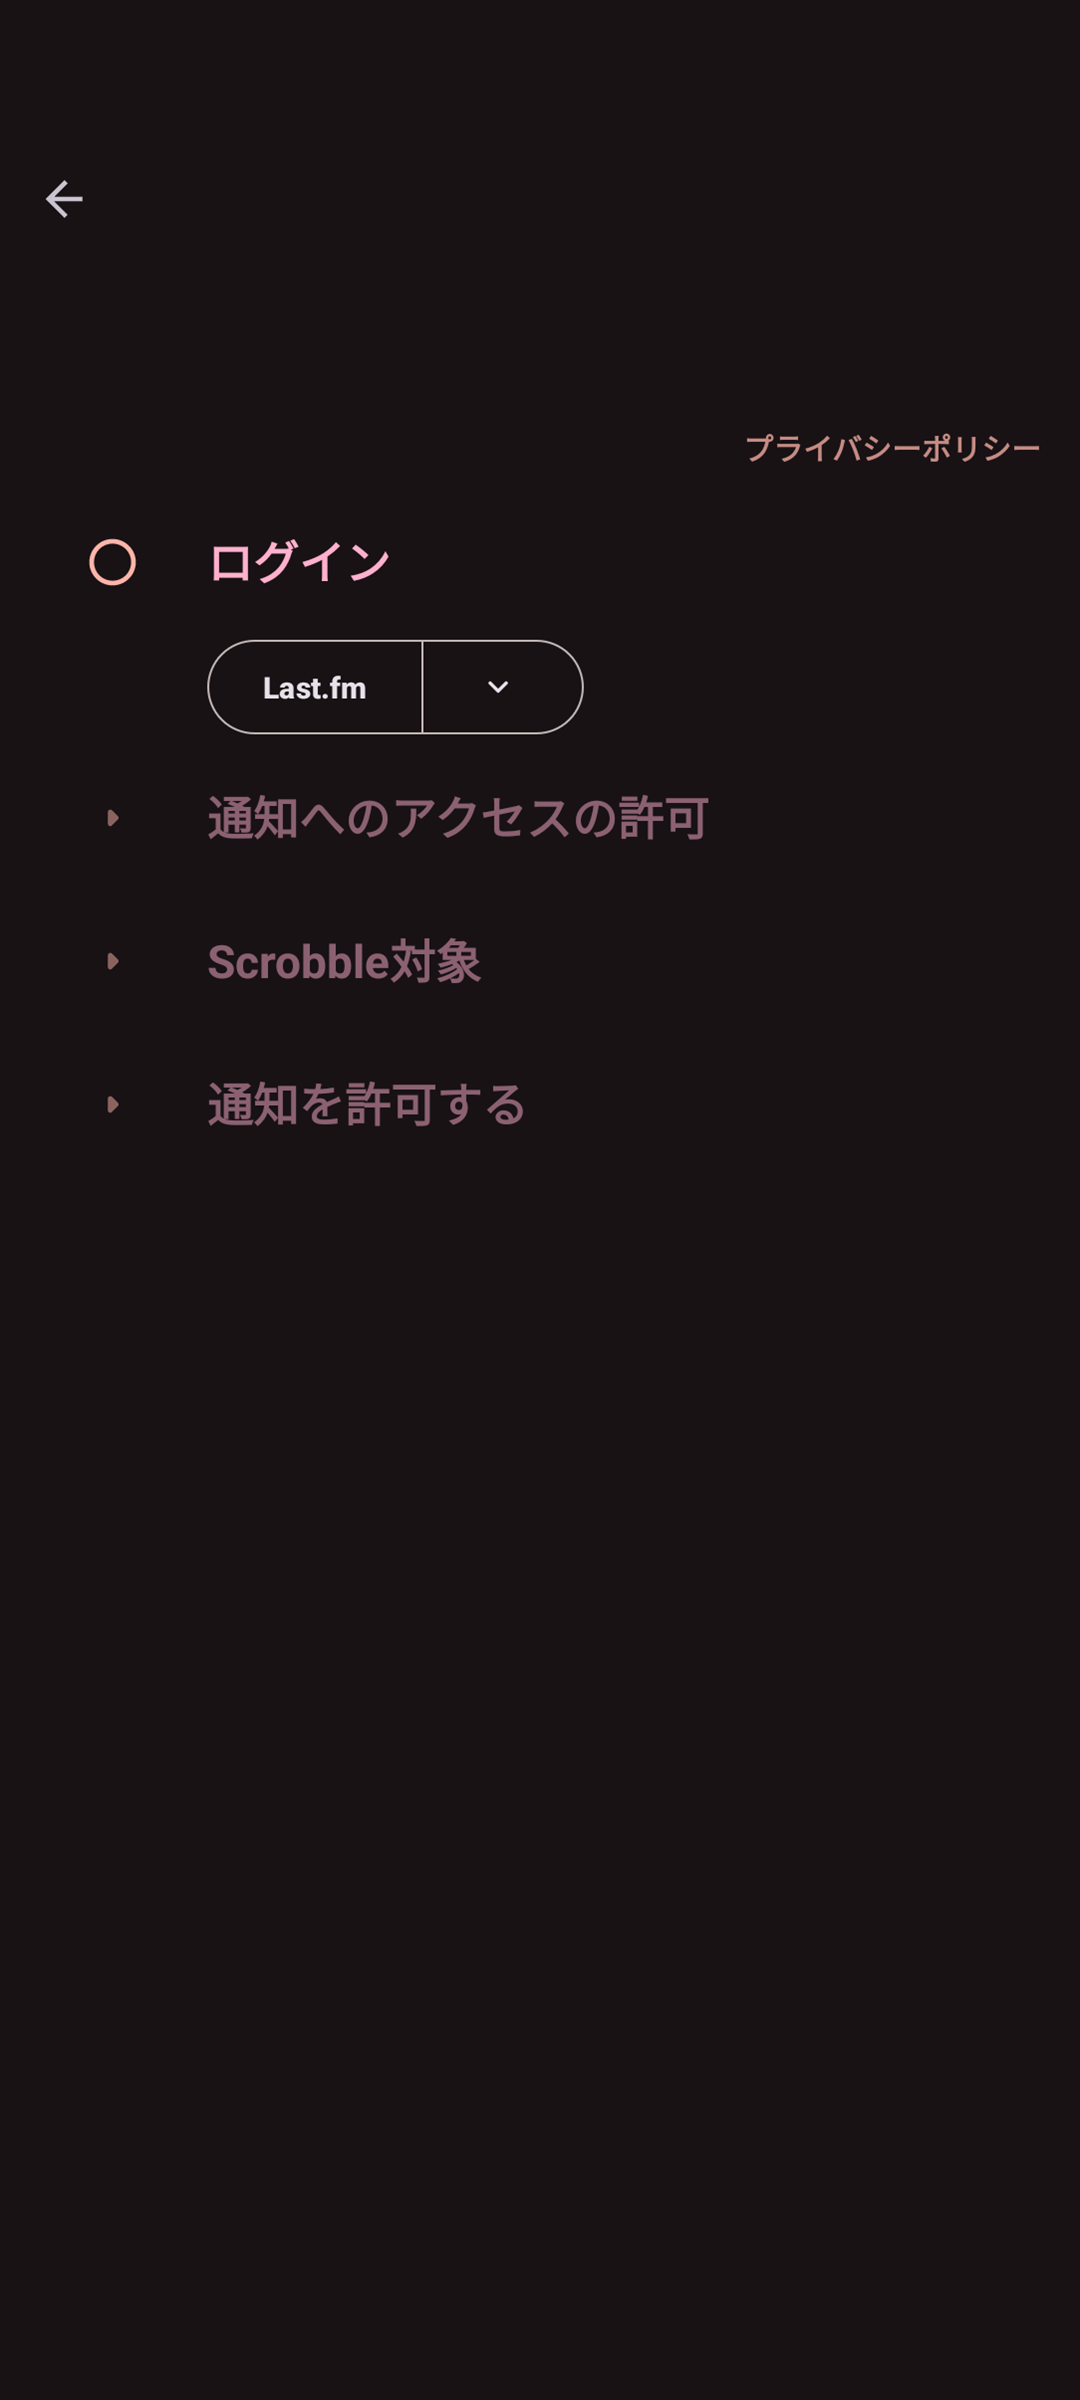 プライバシーポリシー
ログイン
Last.fm
通知へのアクセスの許可
Scrobble対象
通知を許可する